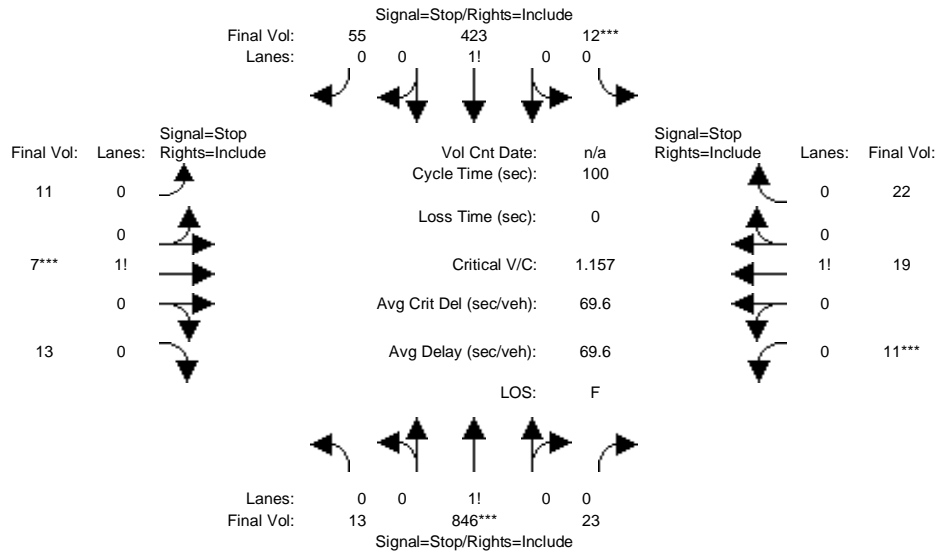 Signal=Stop/Rights=Include
Final Vol: 55 423 12***
Lanes: 0 0 1! 0 0
Signal=Stop Signal=Stop
Final Vol: Lanes: Rights=Include Vol Cnt Date: n/a Rights=Include Lanes: Final Vol:
Cycle Time (sec): 100
11 0 0 22
Loss Time (sec): 0
0 0
7*** 1! Critical V/C: 1.157 1! 19
0 Avg Crit Del (sec/veh): 69.6 0
13 0 Avg Delay (sec/veh): 69.6 0 11***
LOS: F
Lanes: 0 0 1! 0 0
Final Vol: 13 846*** 23
Signal=Stop/Rights=Include